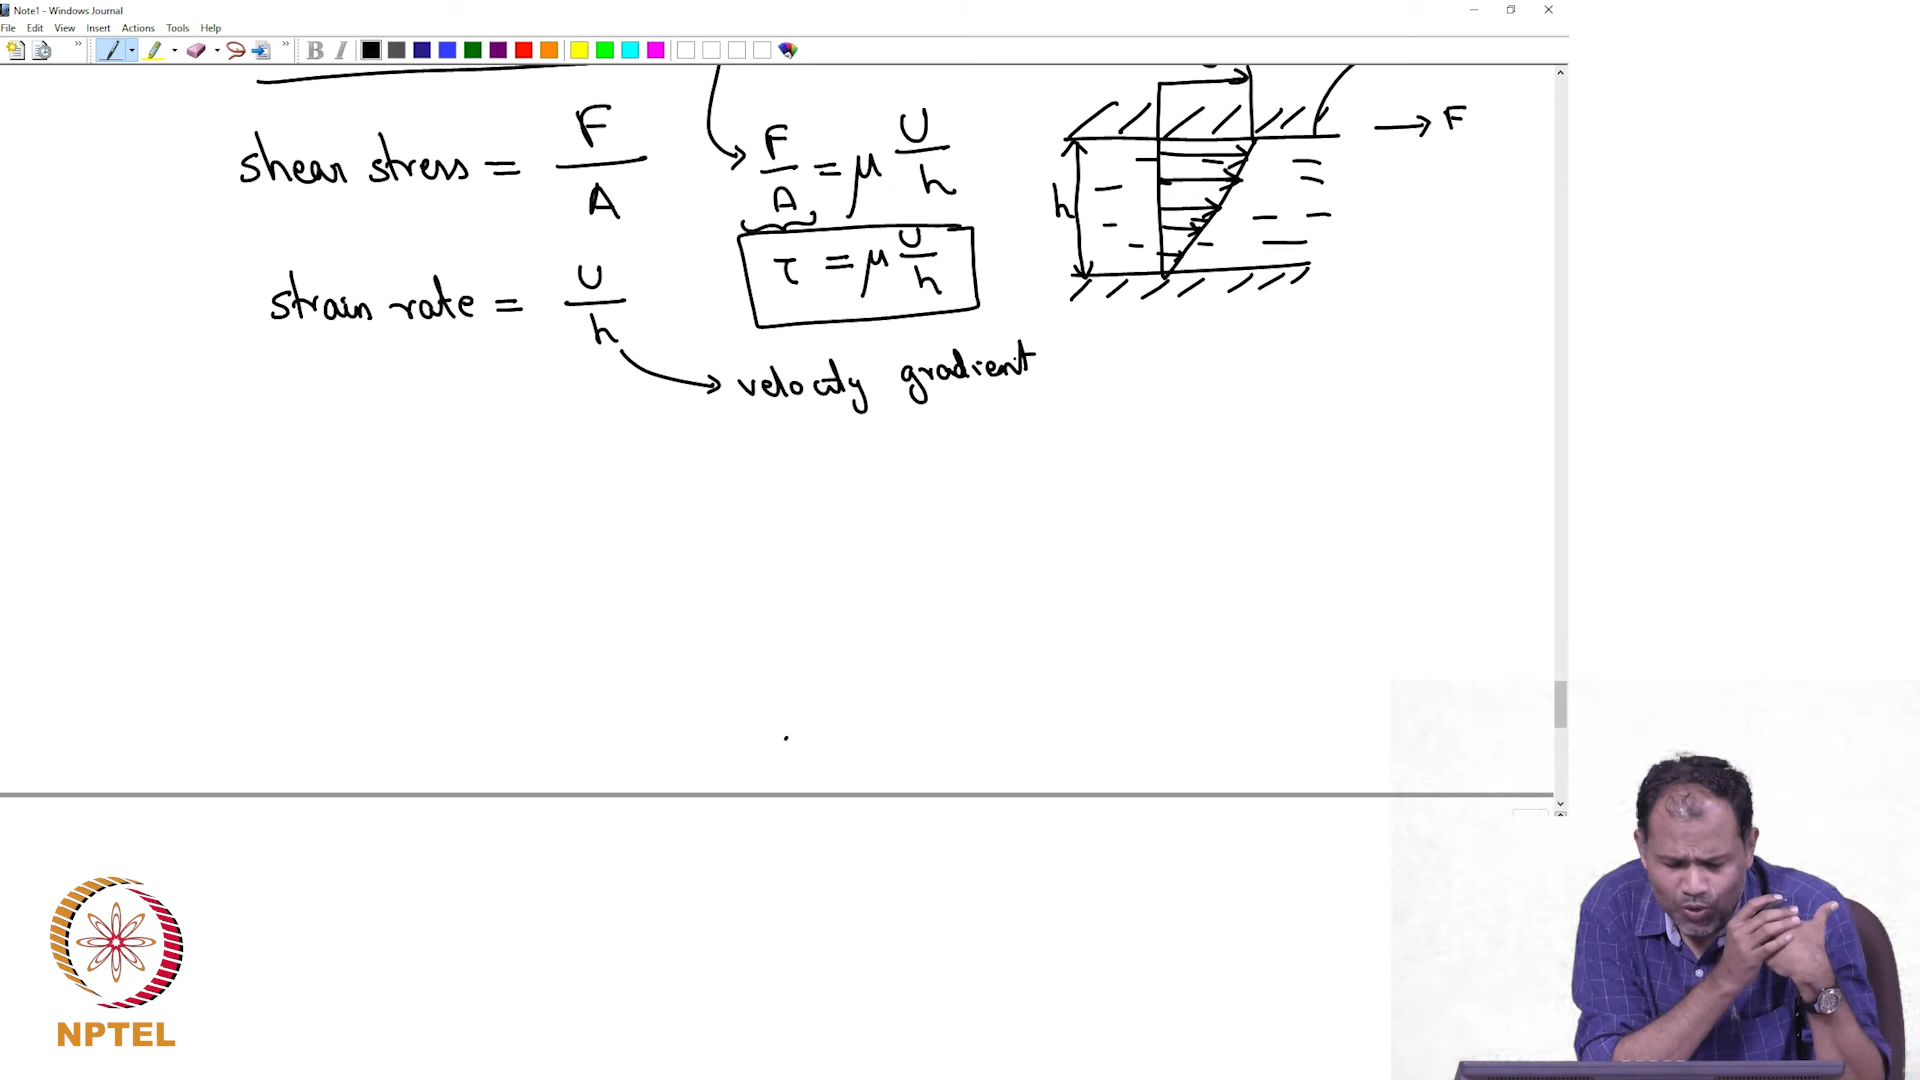 Note1 - Windows Journal
File Edit View Insert Actions Tools Help
B I
shear stress = F/A
F/A = μ U/h
τ = μ U/h
strain rate = U/h
velocity gradient
h
F
NPTEL